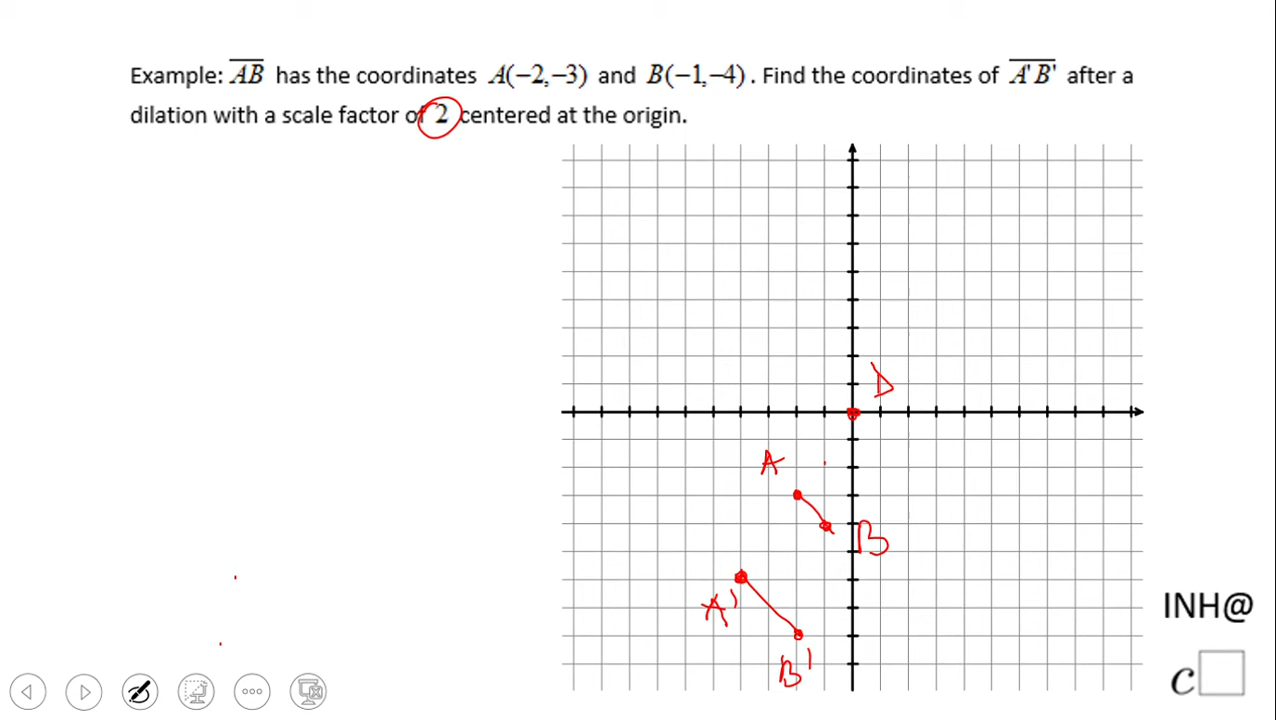 Example: AB has the coordinates A(−2,−3) and B(−1,−4). Find the coordinates of A'B' after a
dilation with a scale factor of 2 centered at the origin.
D
A
B
A'
B'
INH@
c